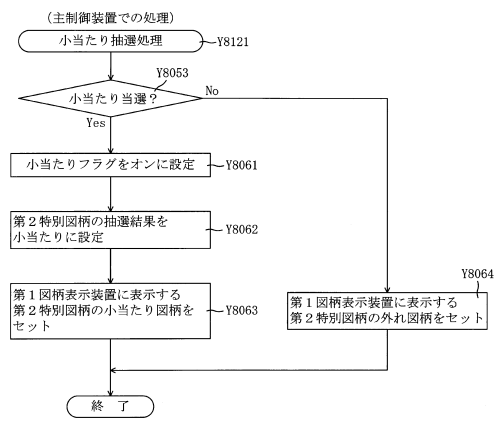 (主制御装置での処理)
小当たり抽選処理
Y8121
Y8053
小当たり当選？
No
Yes
小当たりフラグをオンに設定
Y8061
第２特別図柄の抽選結果を
小当たりに設定
Y8062
第１図柄表示装置に表示する
第２特別図柄の小当たり図柄を
セット
Y8063
Y8064
第１図柄表示装置に表示する
第２特別図柄の外れ図柄をセット
終　了